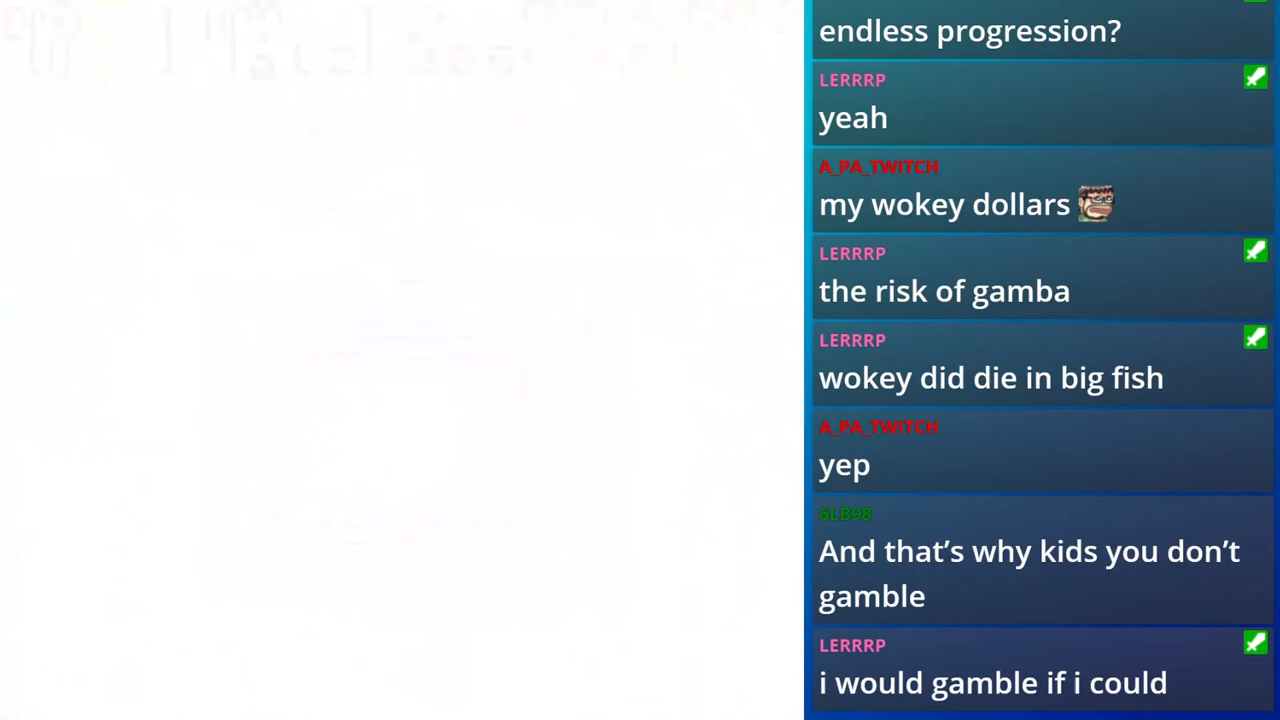 endless progression?
LERRRP
yeah
A_PA_TWITCH
my wokey dollars
LERRRP
the risk of gamba
LERRRP
wokey did die in big fish
A_PA_TWITCH
yep
6LB98
And that’s why kids you don’t
gamble
LERRRP
i would gamble if i could